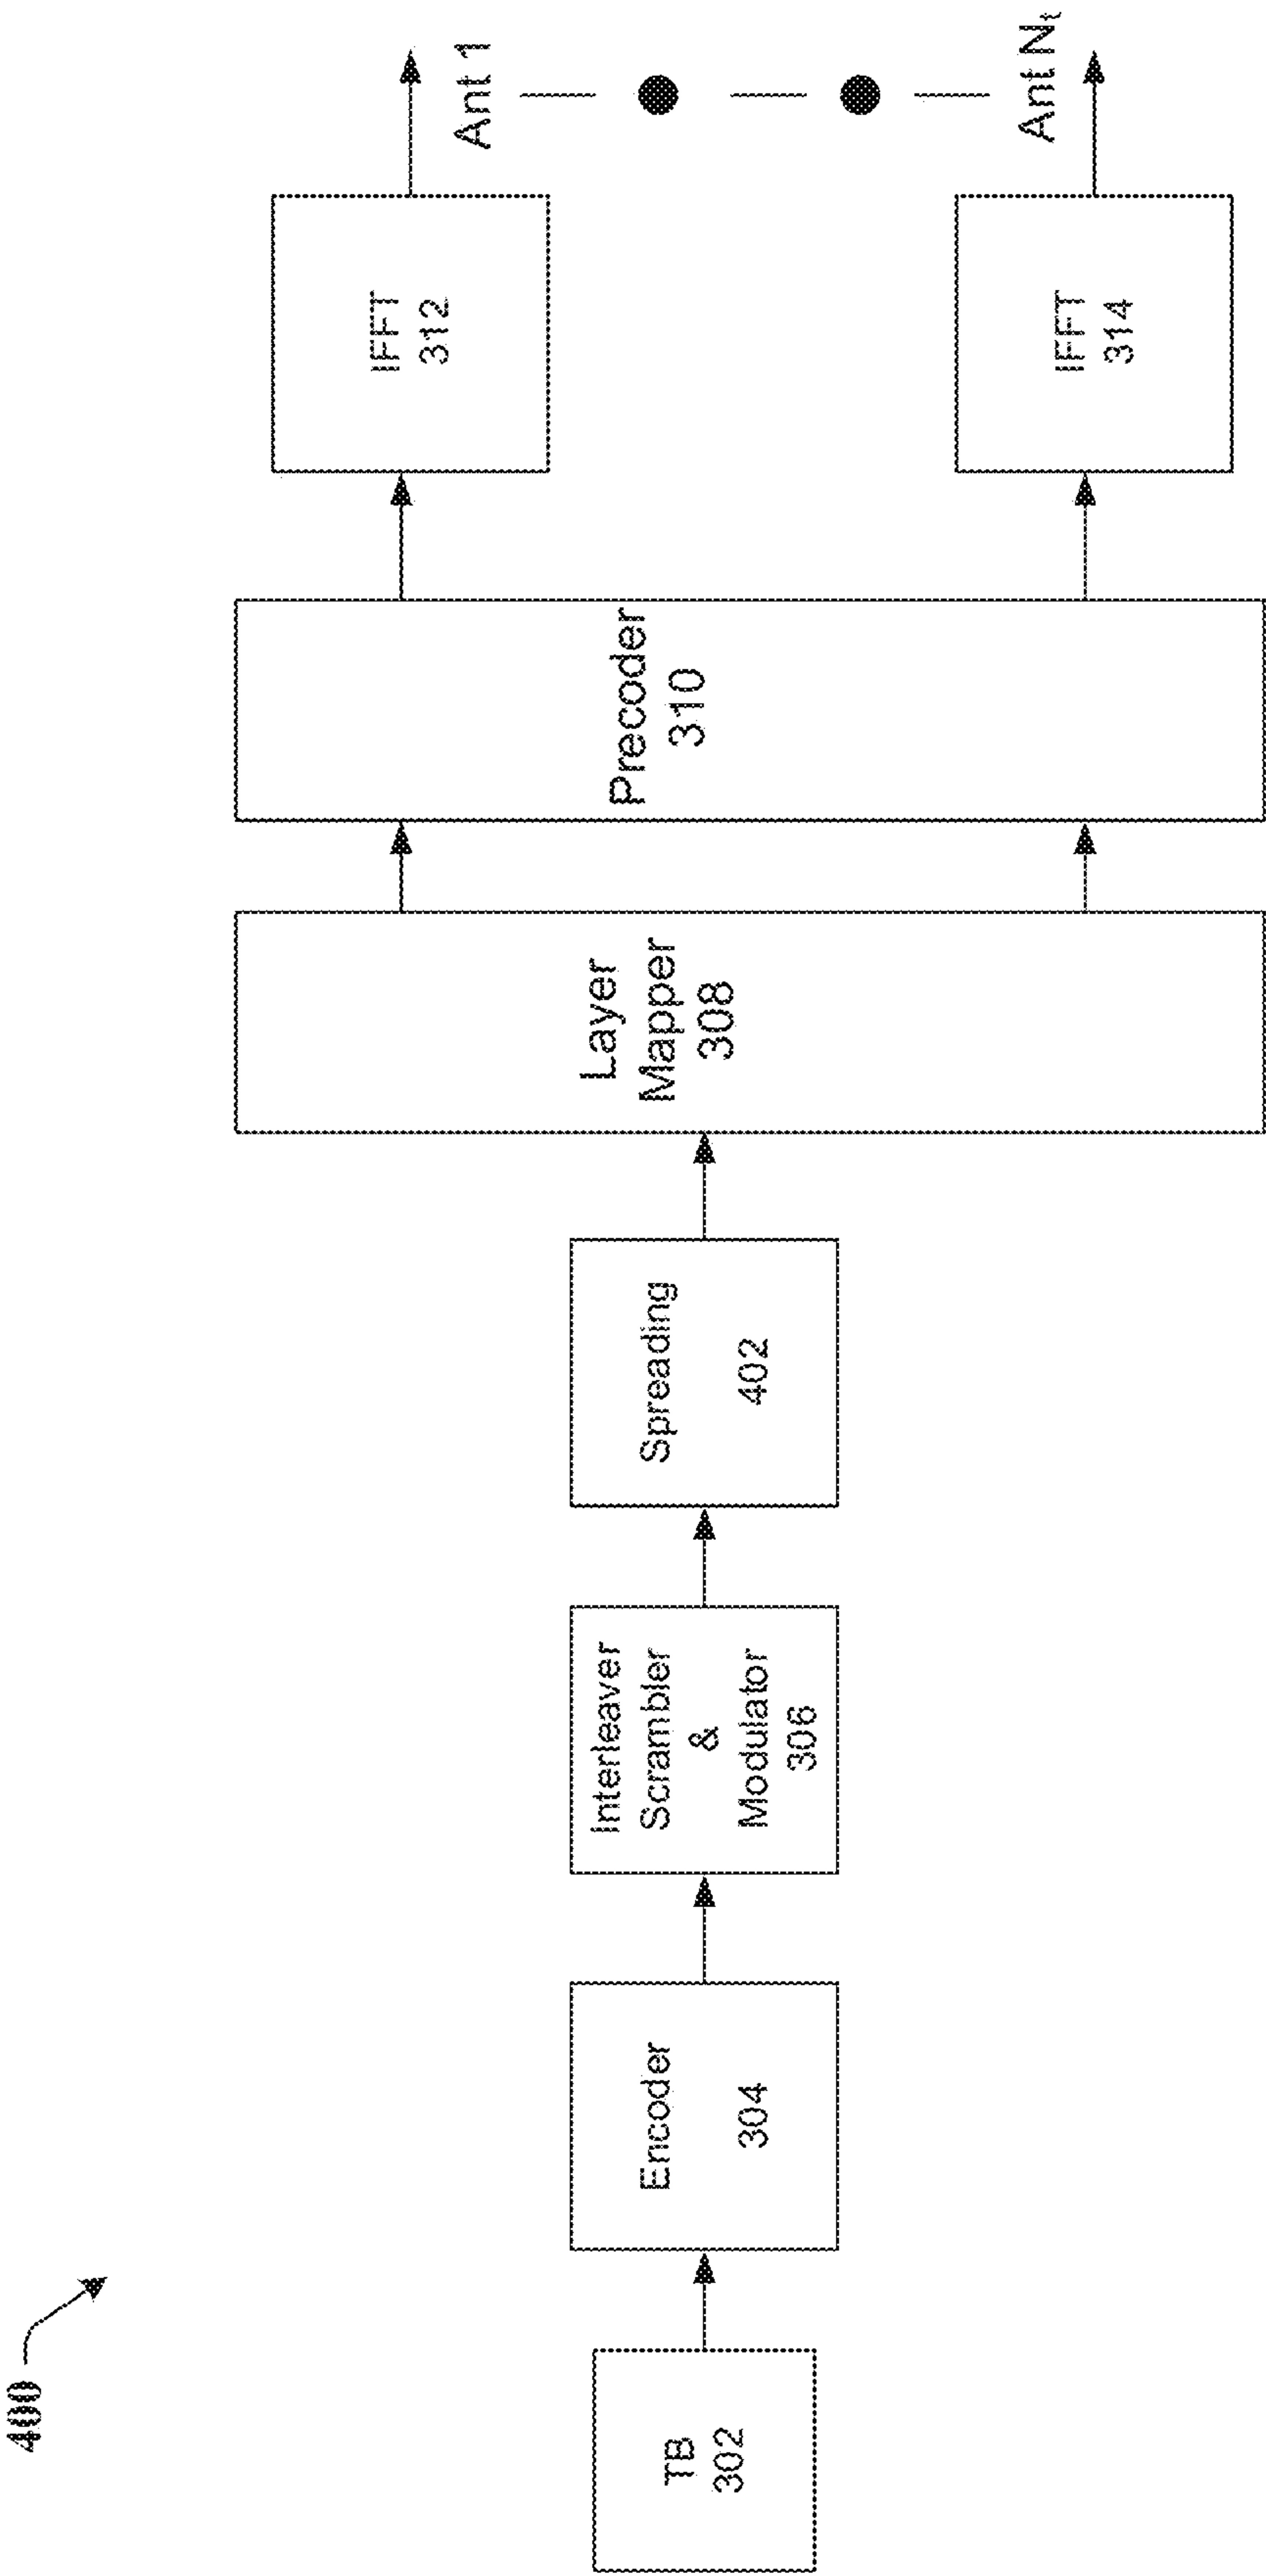 400
TB
302
Encoder
304
Interleaver
Scrambler
&
Modulator
306
Spreading
402
Layer
Mapper
308
Precoder
310
IFFT
312
IFFT
314
Ant 1
Ant Nₜ